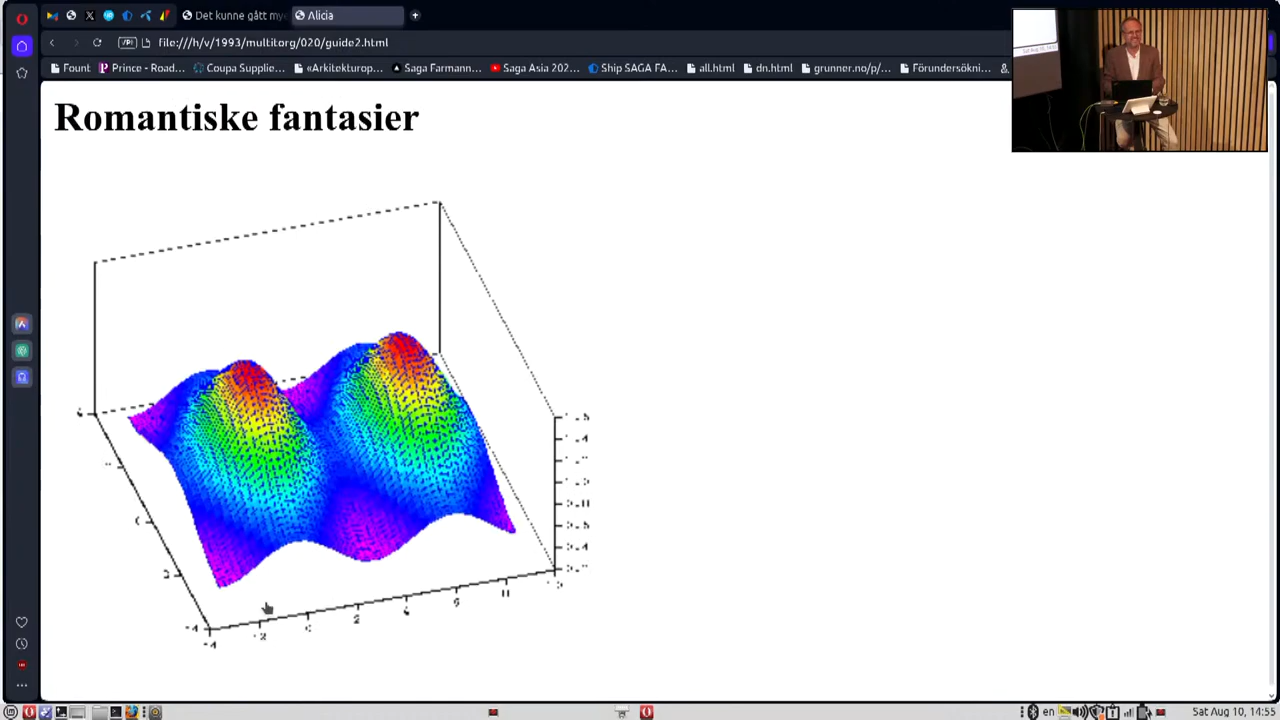 Det kunne gått my
Alicia
file:///h/v/1993/multitorg/020/guide2.html
Fount
Prince - Road...
Coupa Supplie...
«Arkitekturop...
Saga Farmann...
Saga Asia 202...
Ship SAGA FA...
all.html
dn.html
grunner.no/p/...
Förundersökni...
Romantiske fantasier
en
Sat Aug 10, 14:55